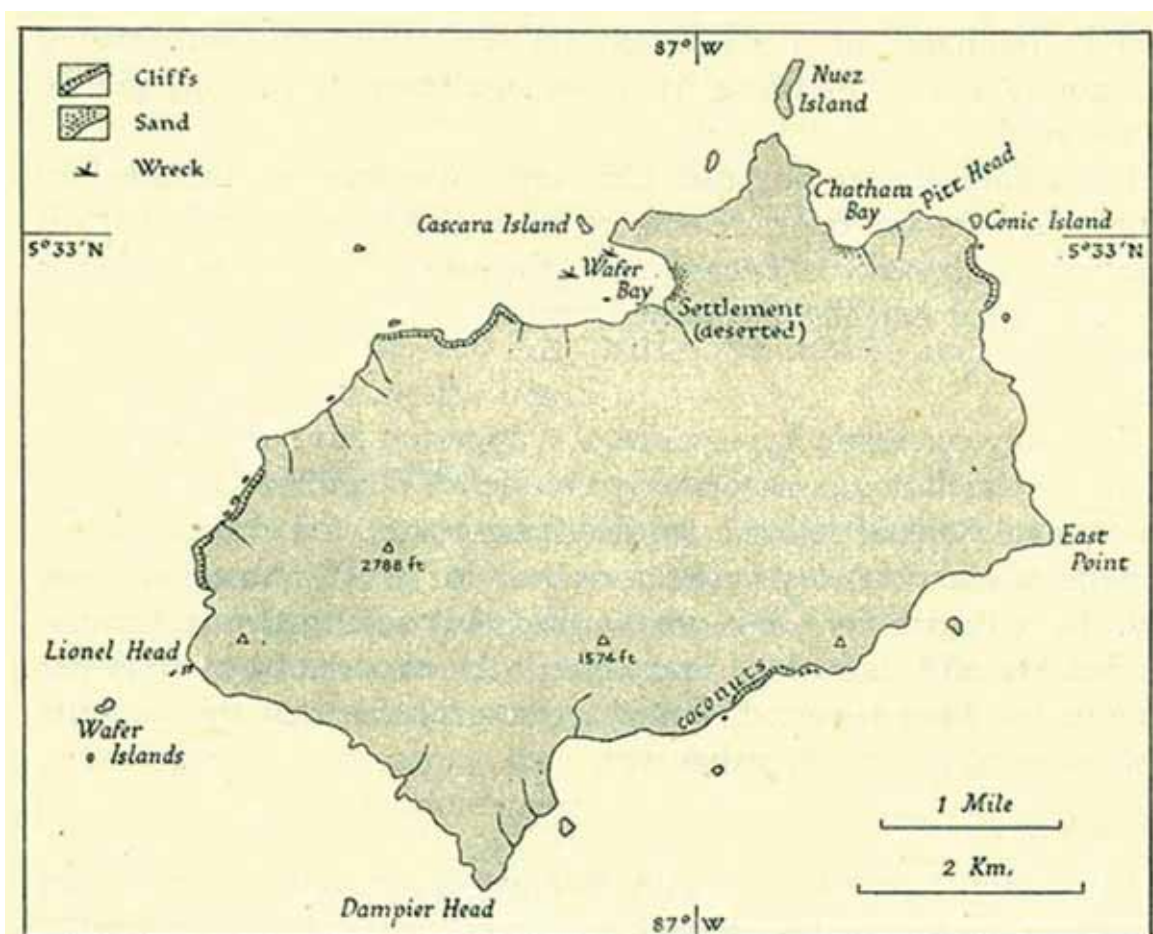 87° W
Cliffs
Sand
Wreck
Nuez
Island
Chatham
Bay
Pitt Head
Cascara Island
Conic Island
5°33'N
5°33'N
Wafer
Bay
Settlement
(deserted)
2788 ft
East
Point
Lionel Head
1574 ft
coconuts
Wafer
Islands
1 Mile
2 Km.
Dampier Head
87° W